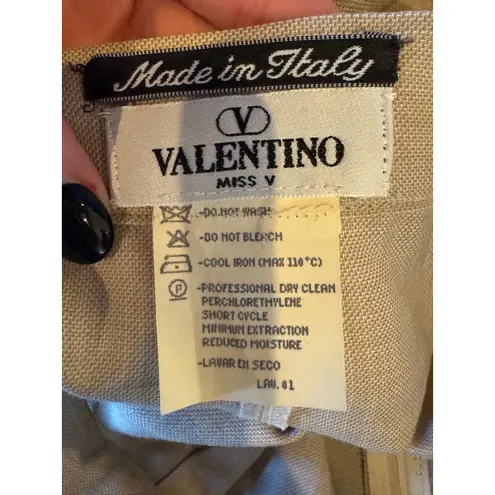 Made in Italy
V
VALENTINO
MISS V
-DO NOT WASH
-DO NOT BLEACH
-COOL IRON (MAX 110°C)
P
-PROFESSIONAL DRY CLEAN
PERCHLORETHYLENE
SHORT CYCLE
MINIMUM EXTRACTION
REDUCED MOISTURE
-LAVAR EN SECO
LAV. 01